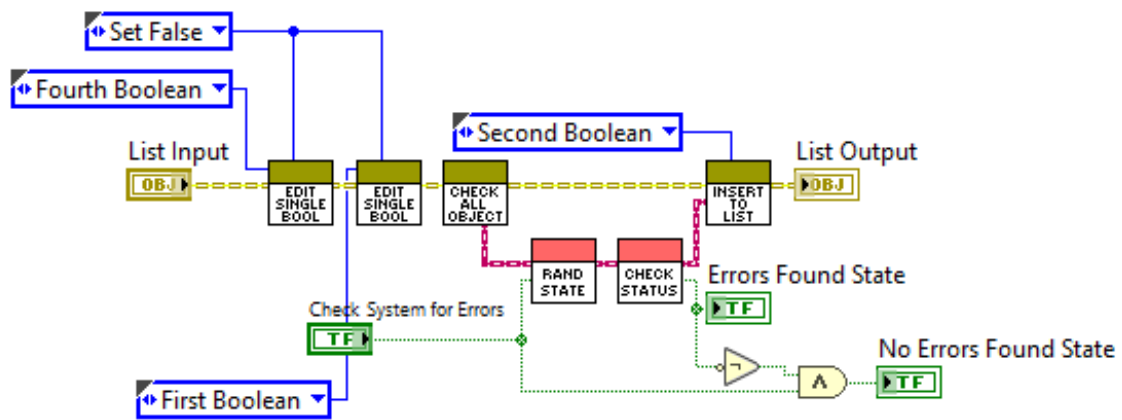 Set False
Fourth Boolean
Second Boolean
List Input
List Output
OBJ
OBJ
EDIT
SINGLE
BOOL
EDIT
SINGLE
BOOL
CHECK
ALL
OBJECT
INSERT
TO
LIST
RAND
STATE
CHECK
STATUS
Errors Found State
TF
Check System for Errors
TF
No Errors Found State
TF
First Boolean